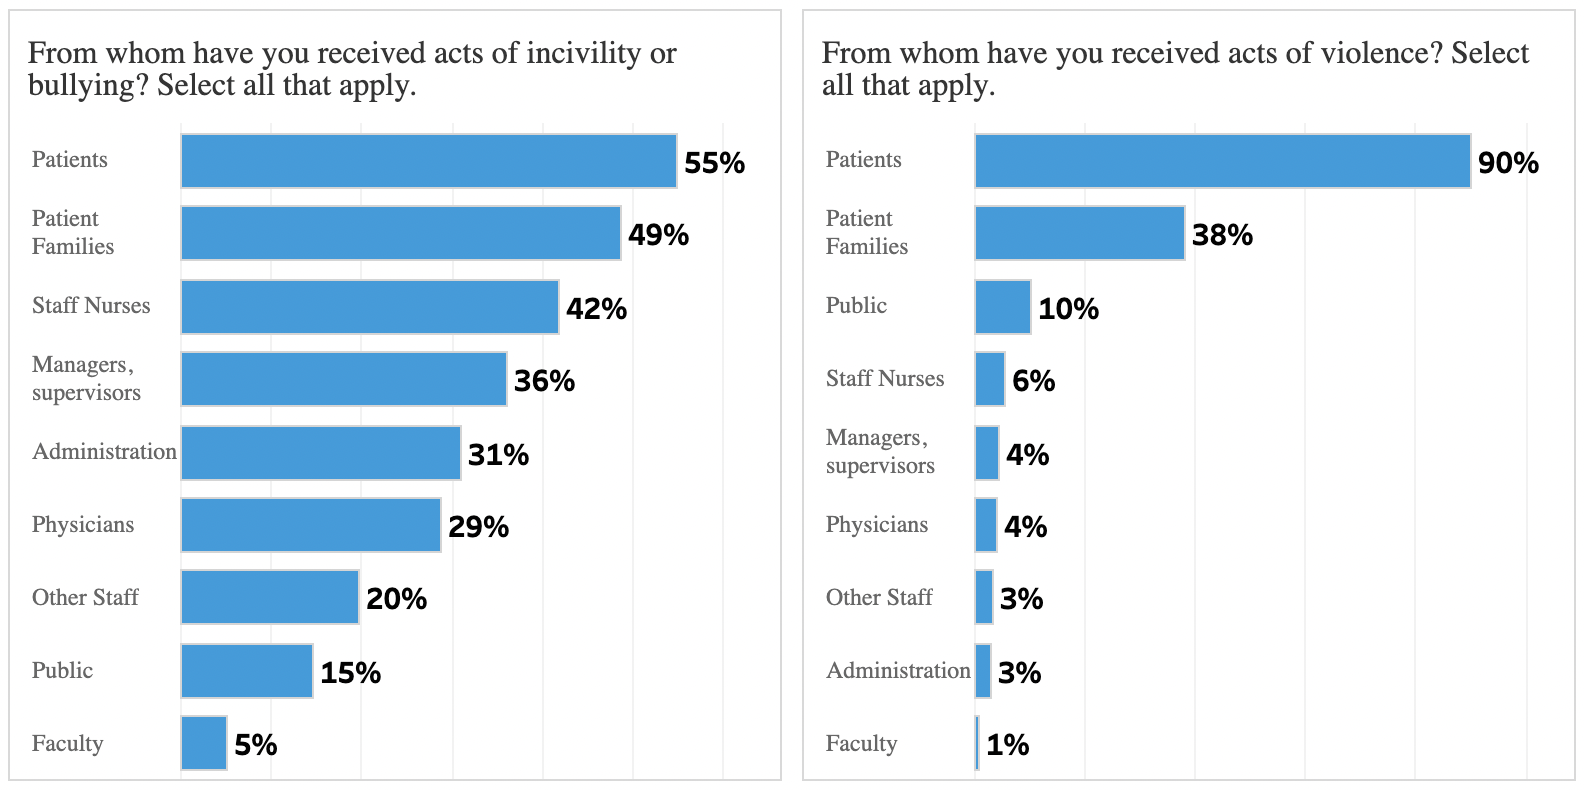 From whom have you received acts of incivility or
bullying? Select all that apply.
Patients
55%
Patient
Families
49%
Staff Nurses
42%
Managers,
supervisors
36%
Administration
31%
Physicians
29%
Other Staff
20%
Public
15%
Faculty
5%
From whom have you received acts of violence? Select
all that apply.
Patients
90%
Patient
Families
38%
Public
10%
Staff Nurses
6%
Managers,
supervisors
4%
Physicians
4%
Other Staff
3%
Administration
3%
Faculty
1%